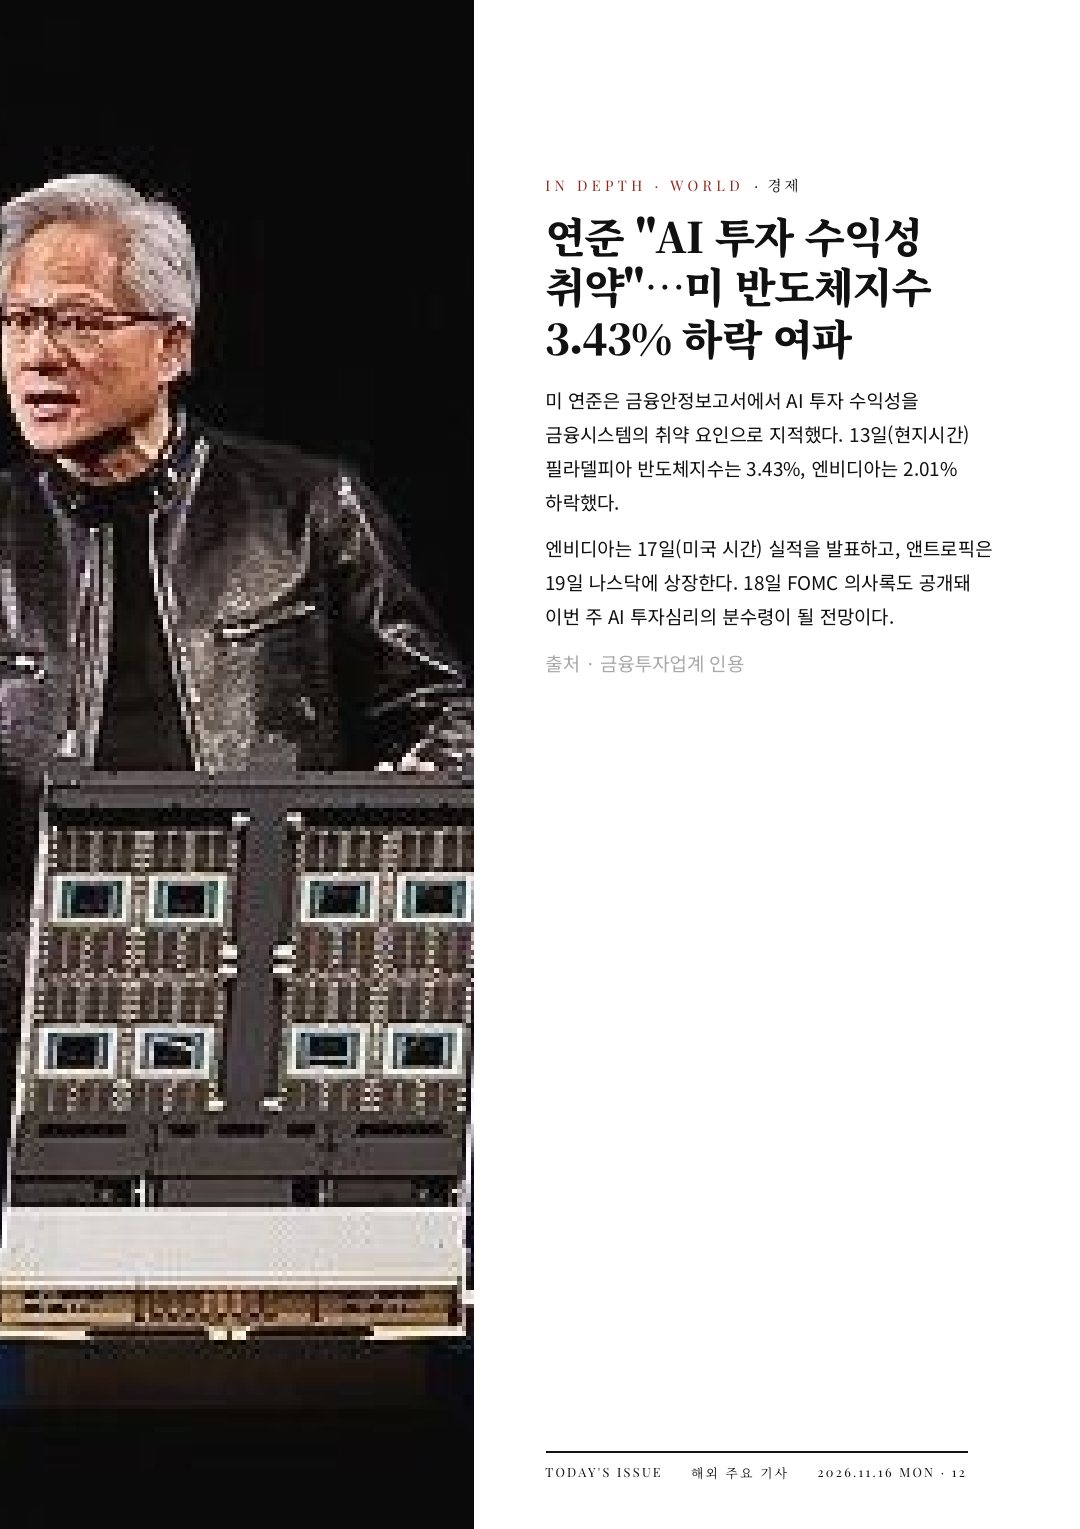 IN DEPTH · WORLD · 경제
연준 "AI 투자 수익성
취약"…미 반도체지수
3.43% 하락 여파
미 연준은 금융안정보고서에서 AI 투자 수익성을
금융시스템의 취약 요인으로 지적했다. 13일(현지시간)
필라델피아 반도체지수는 3.43%, 엔비디아는 2.01%
하락했다.
엔비디아는 17일(미국 시간) 실적을 발표하고, 앤트로픽은
19일 나스닥에 상장한다. 18일 FOMC 의사록도 공개돼
이번 주 AI 투자심리의 분수령이 될 전망이다.
출처 · 금융투자업계 인용
TODAY'S ISSUE 해외 주요 기사 2026.11.16 MON · 12